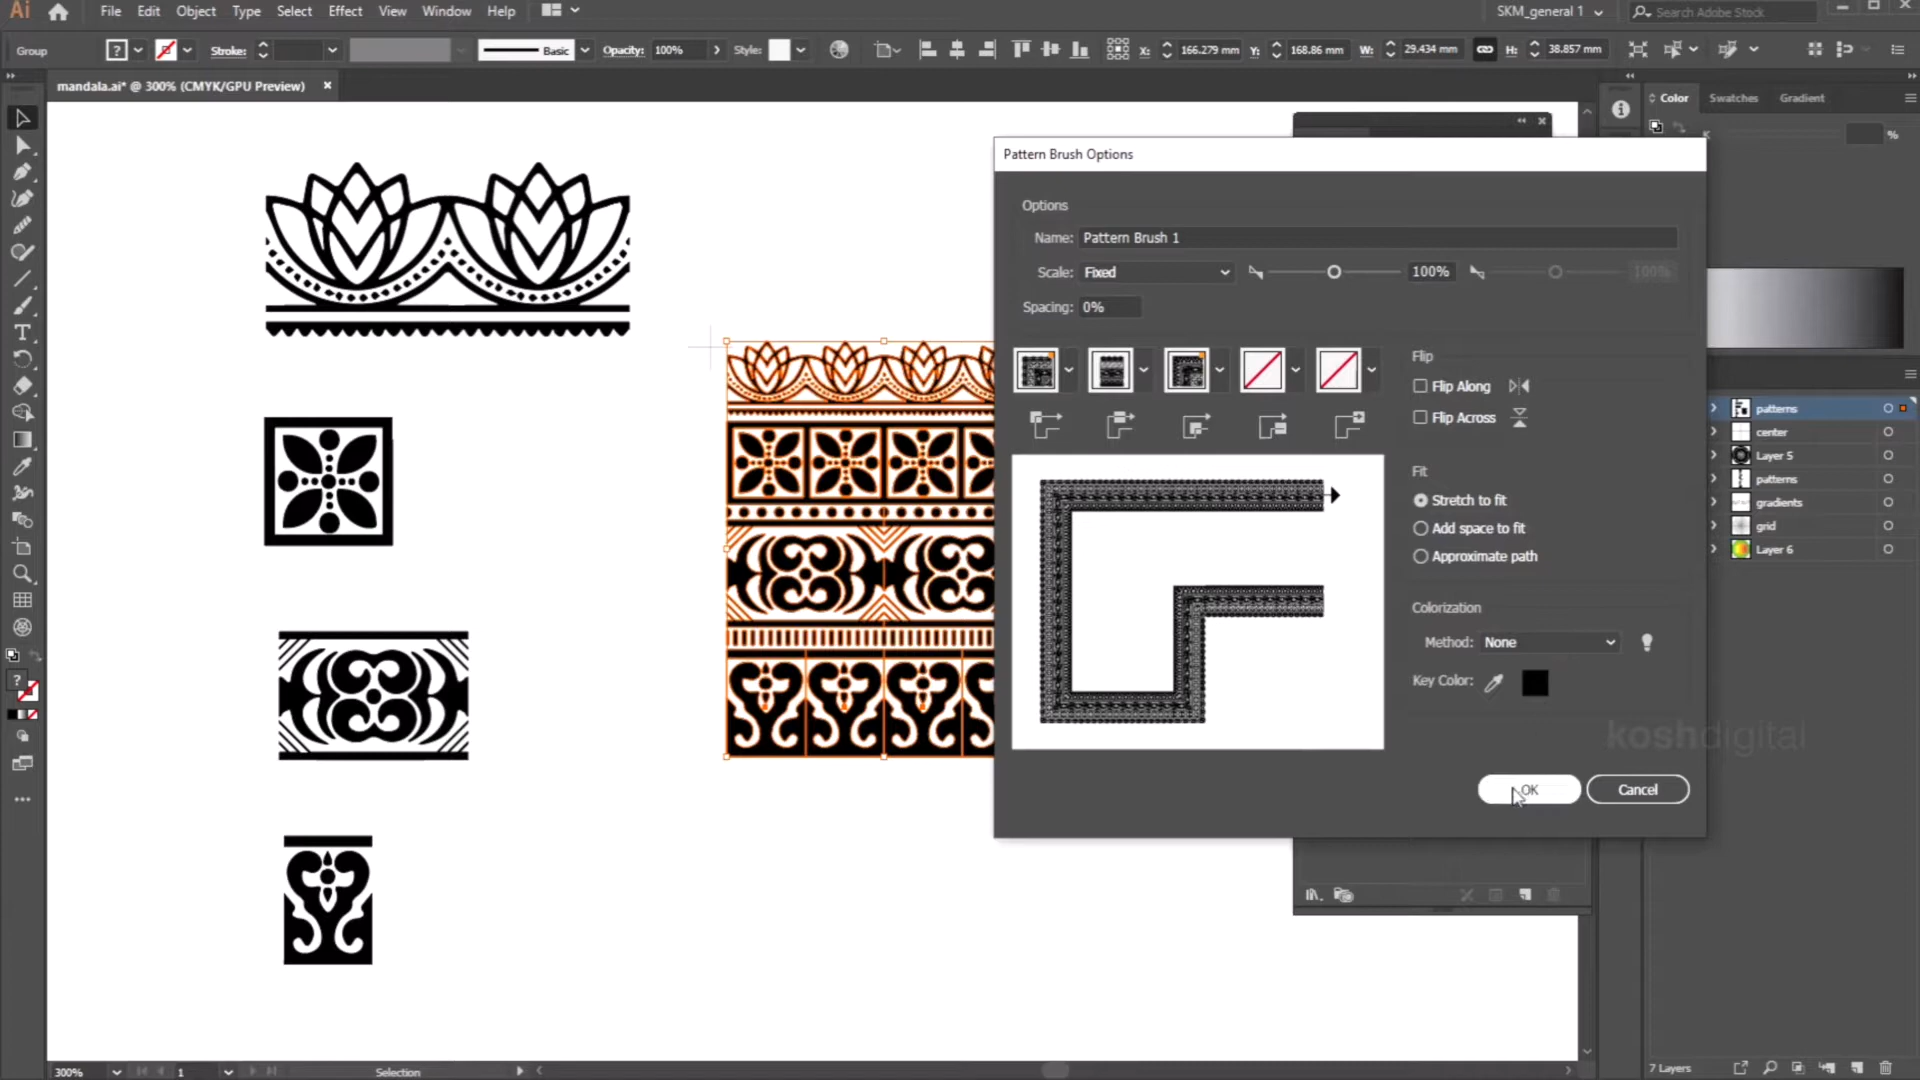 Ai File Edit Object Type Select Effect View Window Help SKM_general 1 Search Adobe Stock
Group ? Stroke: Basic Opacity: 100% Style: X: 166.279 mm Y: 168.86 mm W: 29.434 mm H: 38.857 mm
mandala.ai* @ 300% (CMYK/GPU Preview)
Color Swatches Gradient
K %
Pattern Brush Options
Options
Name: Pattern Brush 1
Scale: Fixed 100% 100%
Spacing: 0%
Flip
Flip Along
Flip Across
Fit
Stretch to fit
Add space to fit
Approximate path
Colorization
Method: None
Key Color:
OK Cancel
patterns
center
Layer 5
patterns
gradients
grid
Layer 6
koshdigital
300% 1 Selection 7 Layers